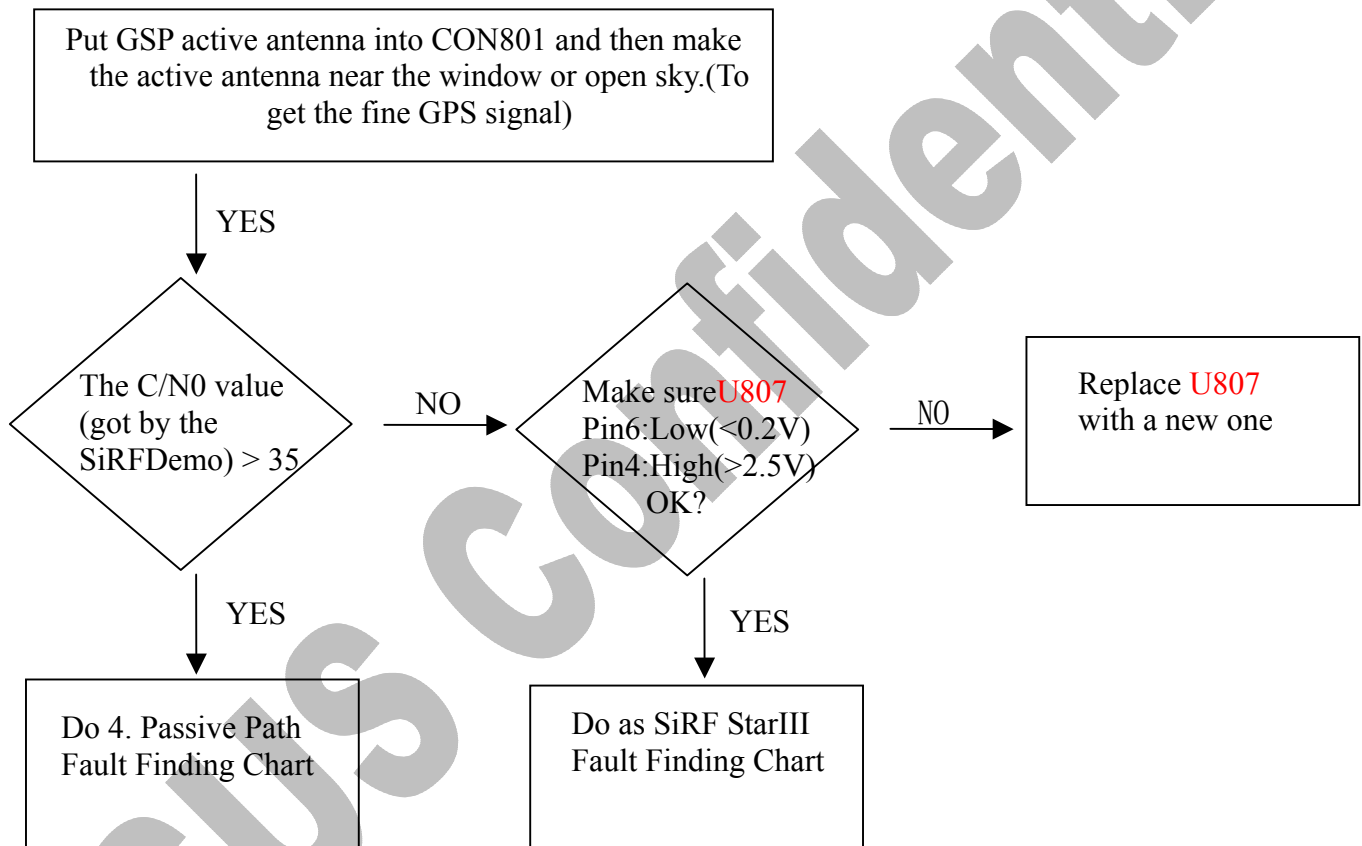 Put GSP active antenna into CON801 and then make
the active antenna near the window or open sky.(To
get the fine GPS signal)
YES
The C/N0 value
(got by the
SiRFDemo) > 35
NO
Make sureU807
Pin6:Low(<0.2V)
Pin4:High(>2.5V)
OK?
NO
Replace U807
with a new one
YES
YES
Do 4. Passive Path
Fault Finding Chart
Do as SiRF StarIII
Fault Finding Chart